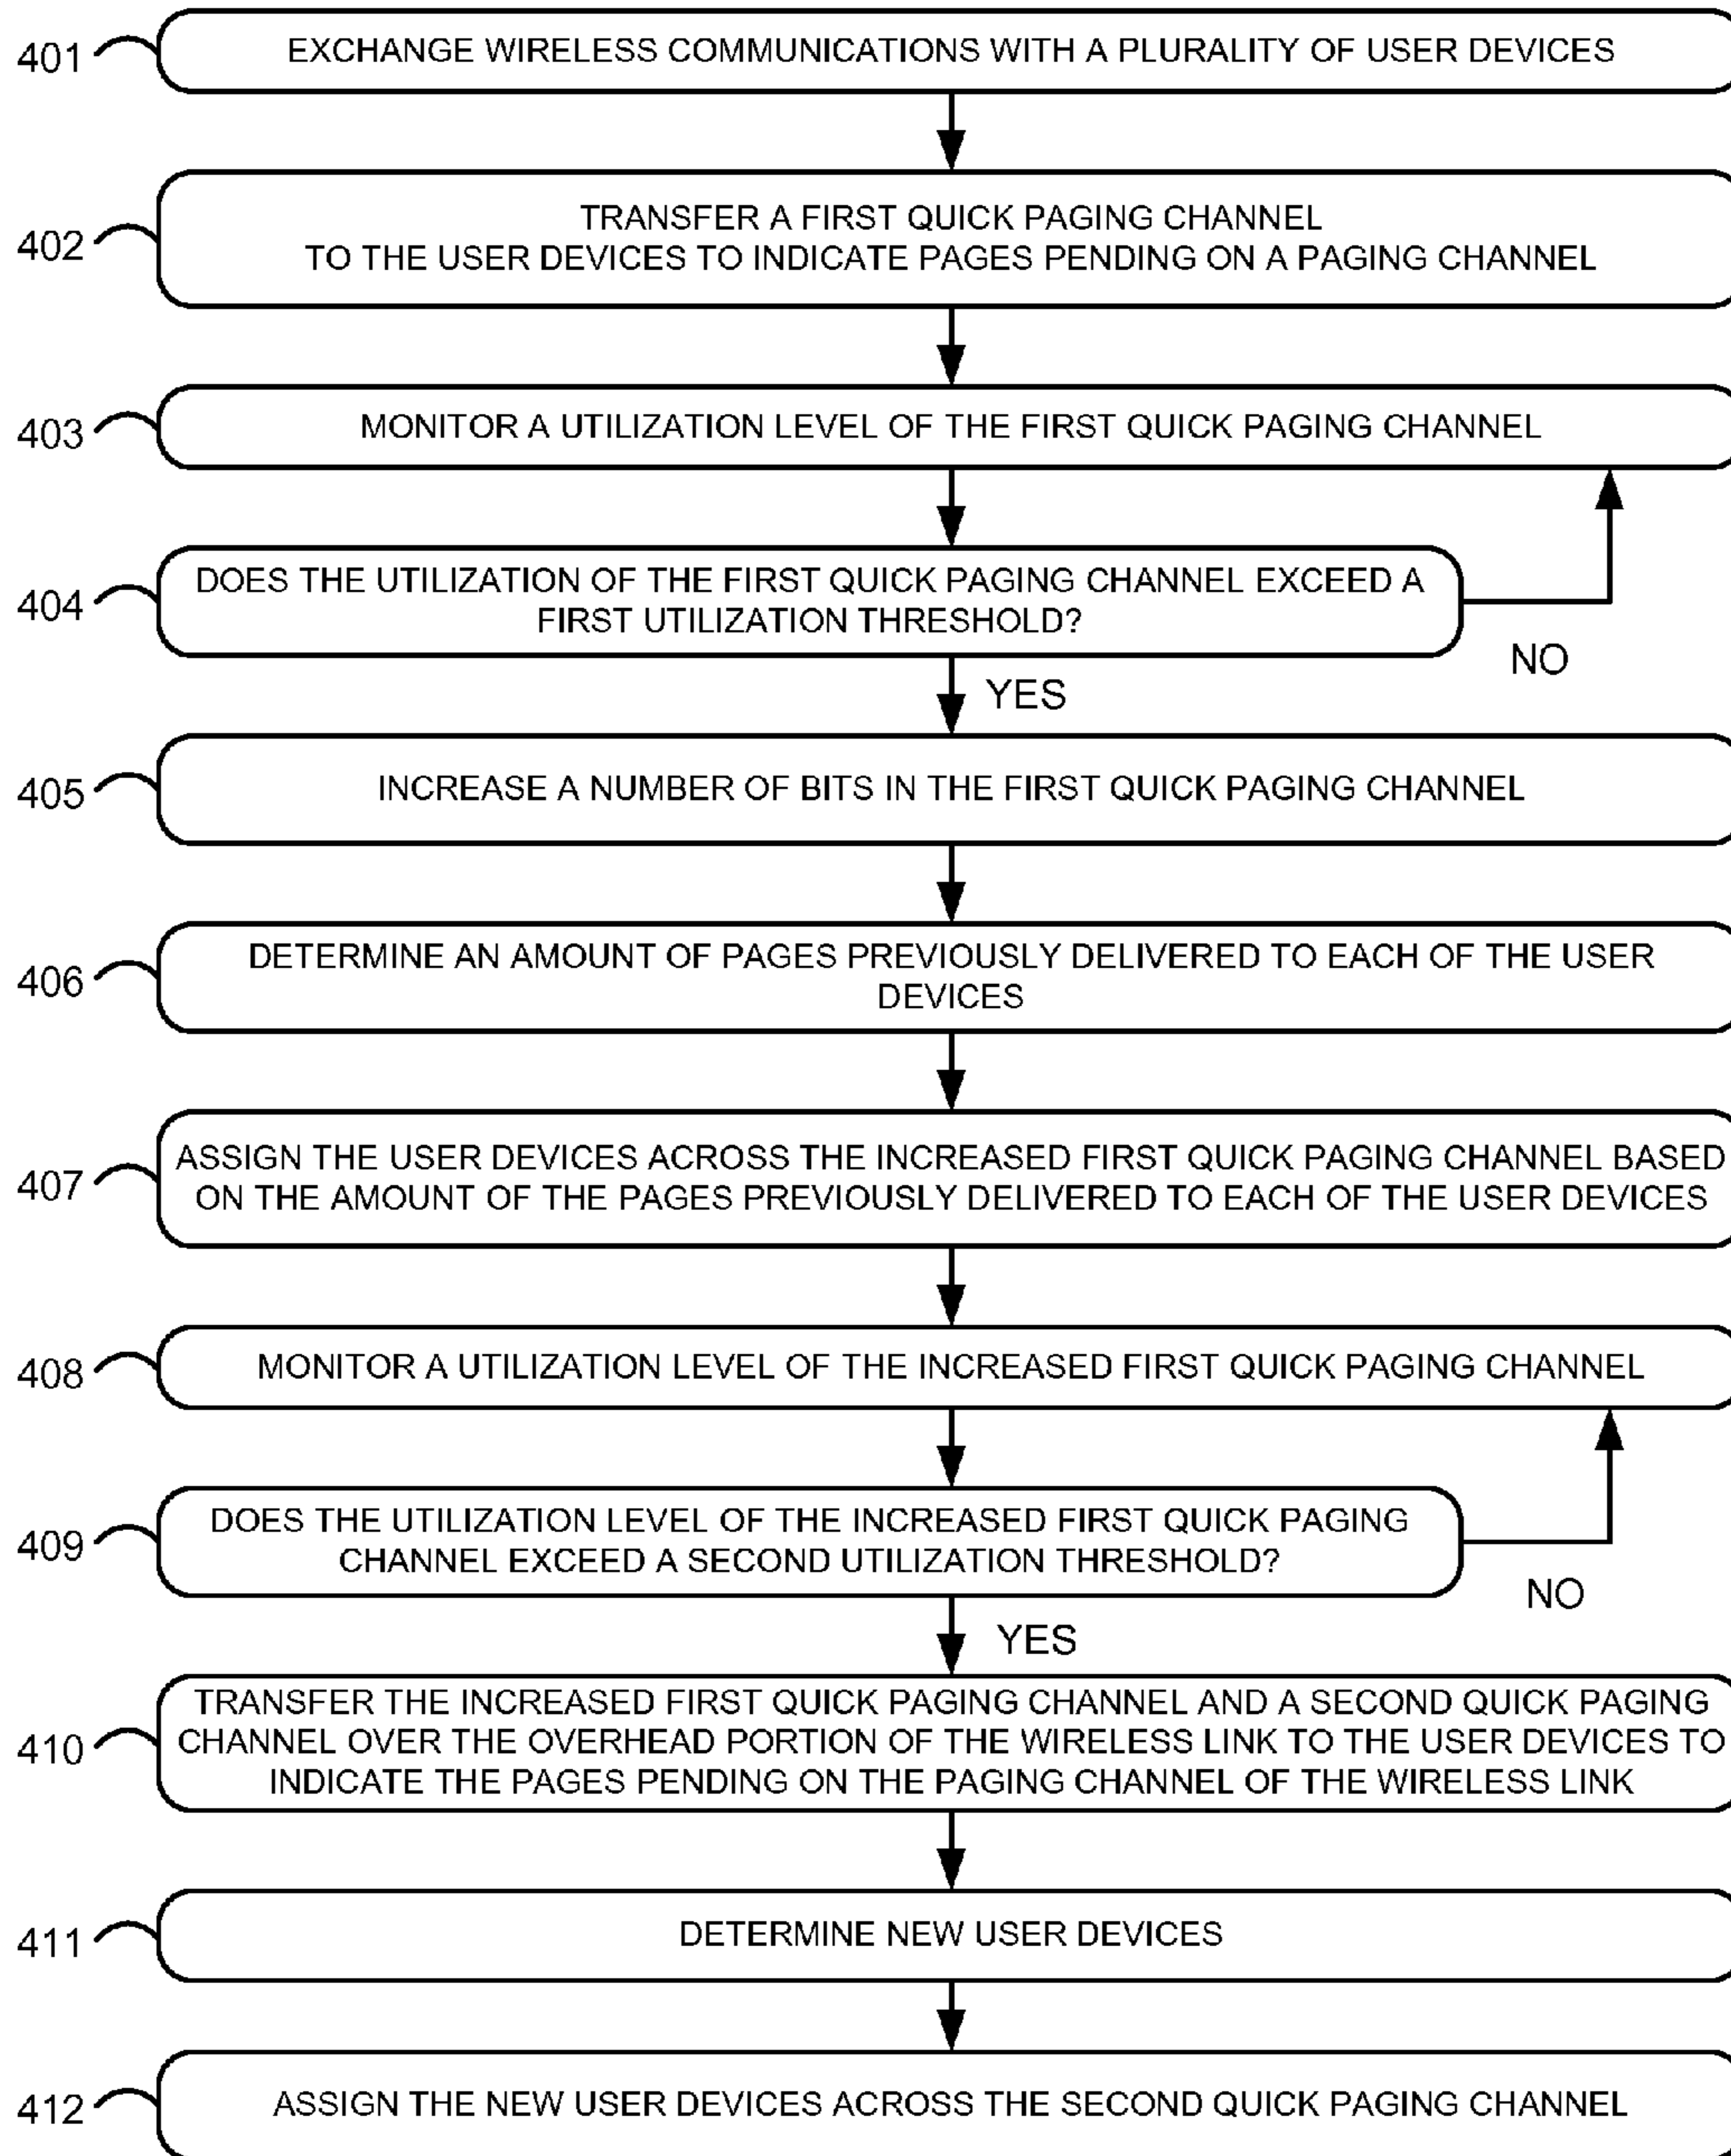 401
EXCHANGE WIRELESS COMMUNICATIONS WITH A PLURALITY OF USER DEVICES
402
TRANSFER A FIRST QUICK PAGING CHANNEL
TO THE USER DEVICES TO INDICATE PAGES PENDING ON A PAGING CHANNEL
403
MONITOR A UTILIZATION LEVEL OF THE FIRST QUICK PAGING CHANNEL
404
DOES THE UTILIZATION OF THE FIRST QUICK PAGING CHANNEL EXCEED A
FIRST UTILIZATION THRESHOLD?
NO
YES
405
INCREASE A NUMBER OF BITS IN THE FIRST QUICK PAGING CHANNEL
406
DETERMINE AN AMOUNT OF PAGES PREVIOUSLY DELIVERED TO EACH OF THE USER
DEVICES
407
ASSIGN THE USER DEVICES ACROSS THE INCREASED FIRST QUICK PAGING CHANNEL BASED
ON THE AMOUNT OF THE PAGES PREVIOUSLY DELIVERED TO EACH OF THE USER DEVICES
408
MONITOR A UTILIZATION LEVEL OF THE INCREASED FIRST QUICK PAGING CHANNEL
409
DOES THE UTILIZATION LEVEL OF THE INCREASED FIRST QUICK PAGING
CHANNEL EXCEED A SECOND UTILIZATION THRESHOLD?
NO
YES
410
TRANSFER THE INCREASED FIRST QUICK PAGING CHANNEL AND A SECOND QUICK PAGING
CHANNEL OVER THE OVERHEAD PORTION OF THE WIRELESS LINK TO THE USER DEVICES TO
INDICATE THE PAGES PENDING ON THE PAGING CHANNEL OF THE WIRELESS LINK
411
DETERMINE NEW USER DEVICES
412
ASSIGN THE NEW USER DEVICES ACROSS THE SECOND QUICK PAGING CHANNEL